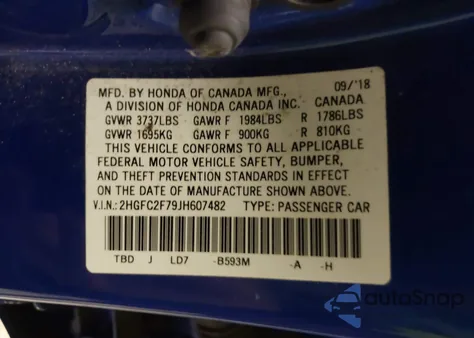 MFD. BY HONDA OF CANADA MFG., 09/'18
A DIVISION OF HONDA CANADA INC. CANADA
GVWR 3737LBS GAWR F 1984LBS R 1786LBS
GVWR 1695KG GAWR F 900KG R 810KG
THIS VEHICLE CONFORMS TO ALL APPLICABLE
FEDERAL MOTOR VEHICLE SAFETY, BUMPER,
AND THEFT PREVENTION STANDARDS IN EFFECT
ON THE DATE OF MANUFACTURE SHOWN ABOVE.
V.I.N.: 2HGFC2F79JH607482 TYPE: PASSENGER CAR
TBD J LD7 -B593M -A -H
autoSnap